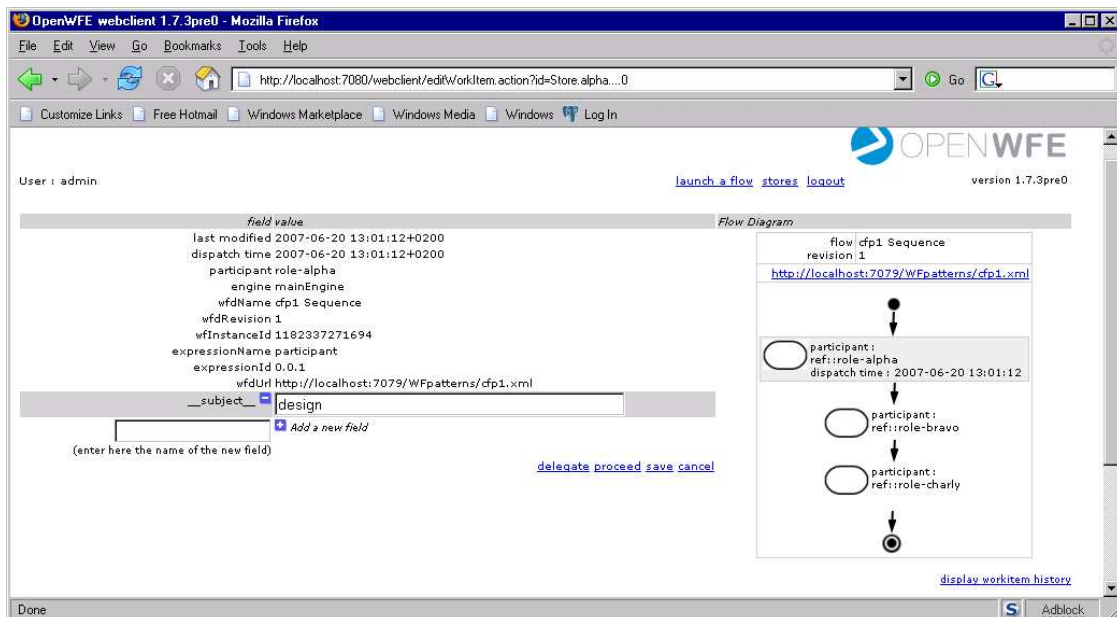 OpenWFE webclient 1.7.3pre0 - Mozilla Firefox
File Edit View Go Bookmarks Tools Help
http://localhost:7080/webclient/editWorkItem.action?id=Store.alpha....0 Go G
Customize Links Free Hotmail Windows Marketplace Windows Media Windows Log In
OPENWFE
User : admin launch a flow stores logout version 1.7.3pre0
field value Flow Diagram
last modified 2007-06-20 13:01:12+0200
dispatch time 2007-06-20 13:01:12+0200
participant role-alpha
engine mainEngine
wfdName cfp1 Sequence
wfdRevision 1
wfInstanceId 1182337271694
expressionName participant
expressionId 0.0.1
wfdUrl http://localhost:7079/WFpatterns/cfp1.xml
__subject__ design
Add a new field
(enter here the name of the new field)
delegate proceed save cancel
flow cfp1 Sequence
revision 1
http://localhost:7079/WFpatterns/cfp1.xml
participant :
ref::role-alpha
dispatch time : 2007-06-20 13:01:12
participant :
ref::role-bravo
participant :
ref::role-charly
display workitem history
Done S Adblock